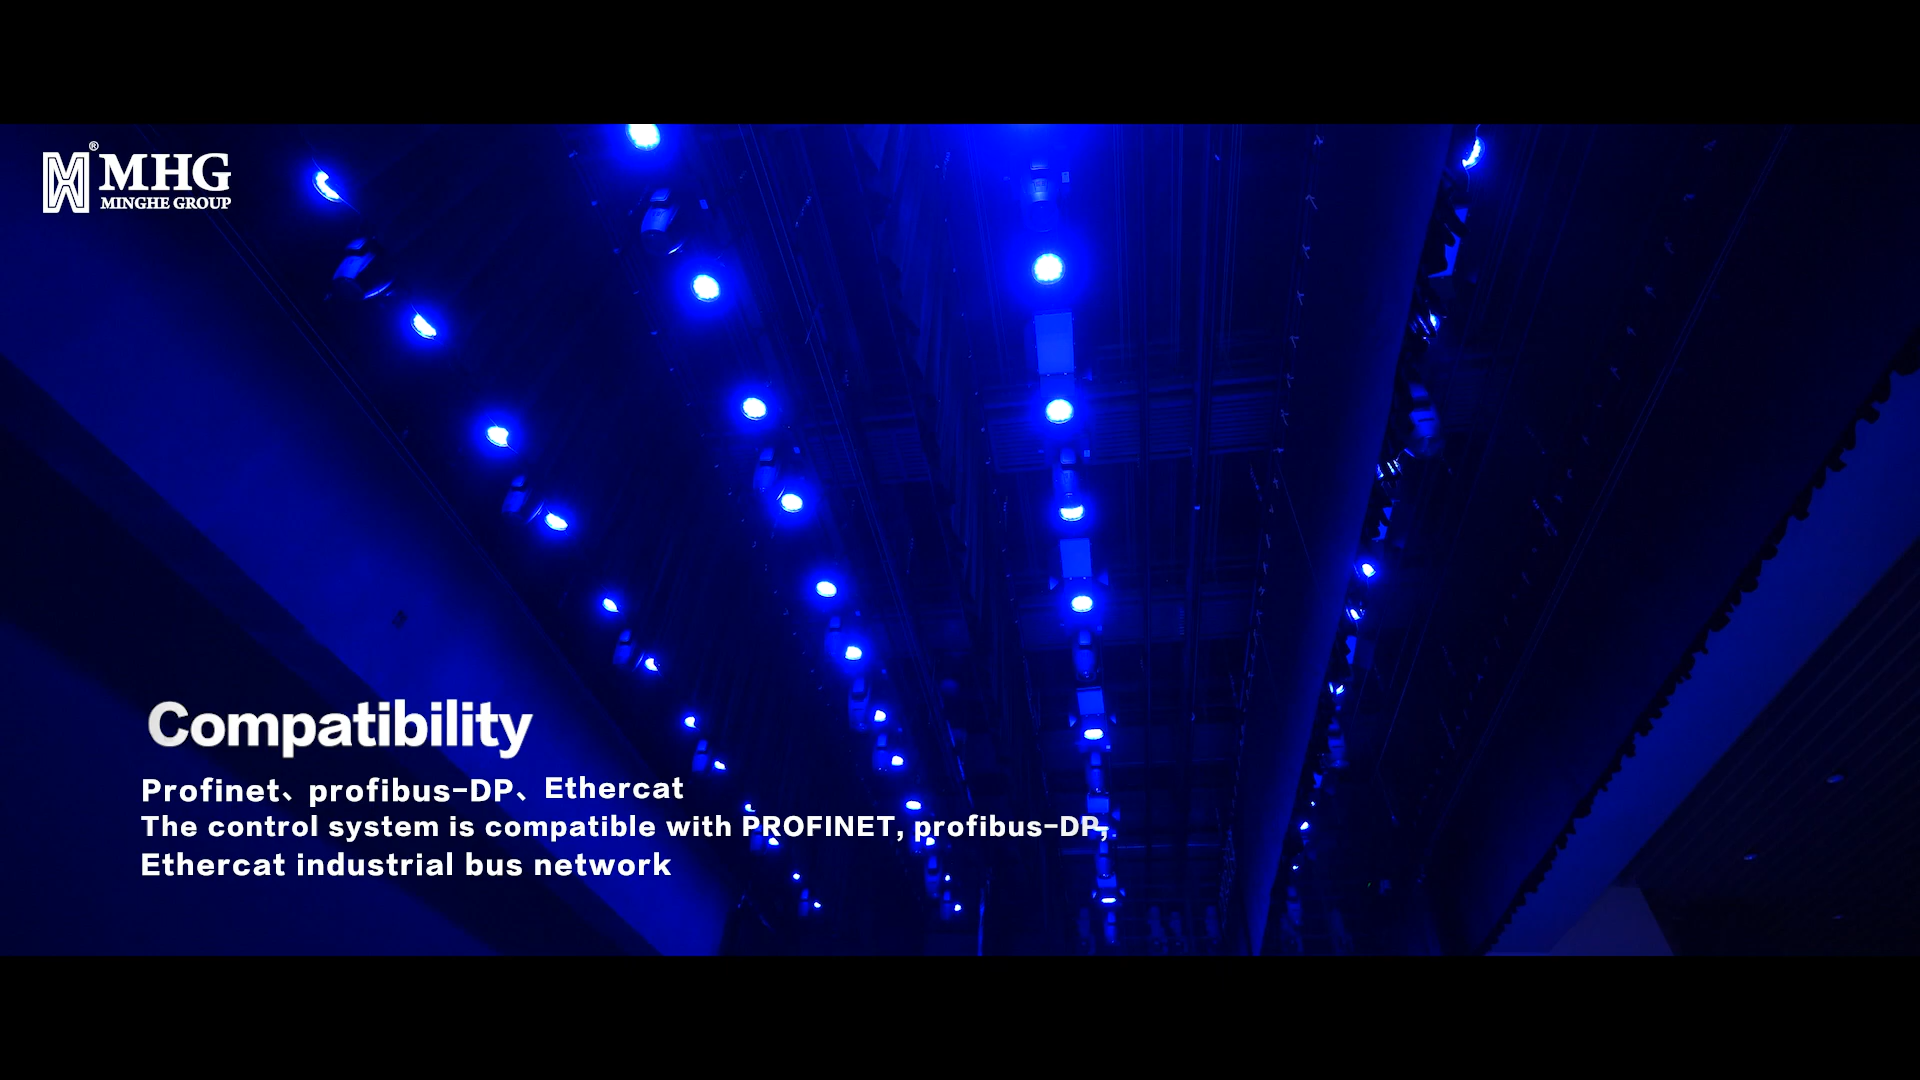 ®
MHG
MINGHE GROUP
Compatibility
Profinet、profibus-DP、Ethercat
The control system is compatible with PROFINET, profibus-DP,
Ethercat industrial bus network